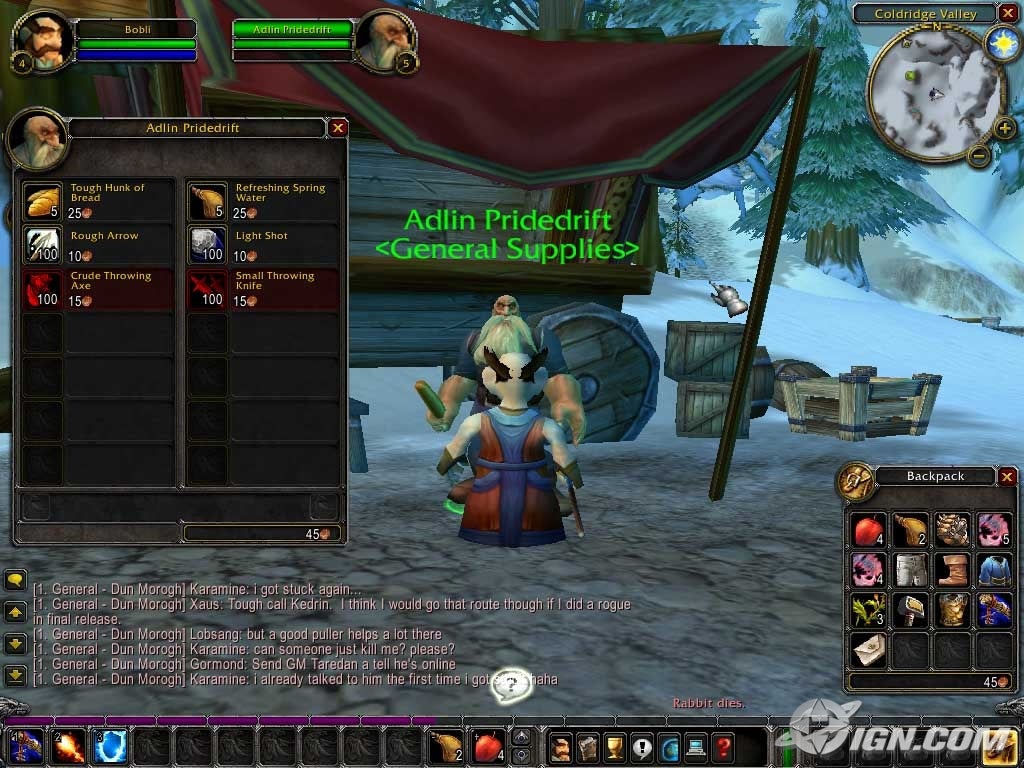 Bobli
4
Adlin Pridedrift
5
Coldridge Valley
N
Adlin Pridedrift
Tough Hunk of
Bread
5
25
Refreshing Spring
Water
5
25
Rough Arrow
100
10
Light Shot
100
10
Crude Throwing
Axe
100
15
Small Throwing
Knife
100
15
45
Adlin Pridedrift
<General Supplies>
Backpack
4
2
5
4
3
45
[1. General - Dun Morogh] Karamine: i got stuck again...
[1. General - Dun Morogh] Xaus: Tough call Kedrin. I think I would go that route though if I did a rogue
in final release.
[1. General - Dun Morogh] Lobsang: but a good puller helps a lot there
[1. General - Dun Morogh] Karamine: can someone just kill me? please?
[1. General - Dun Morogh] Gormond: Send GM Taredan a tell he's online
[1. General - Dun Morogh] Karamine: i already talked to him the first time i got haha
Rabbit dies.
1
2
3
2
4
IGN.COM